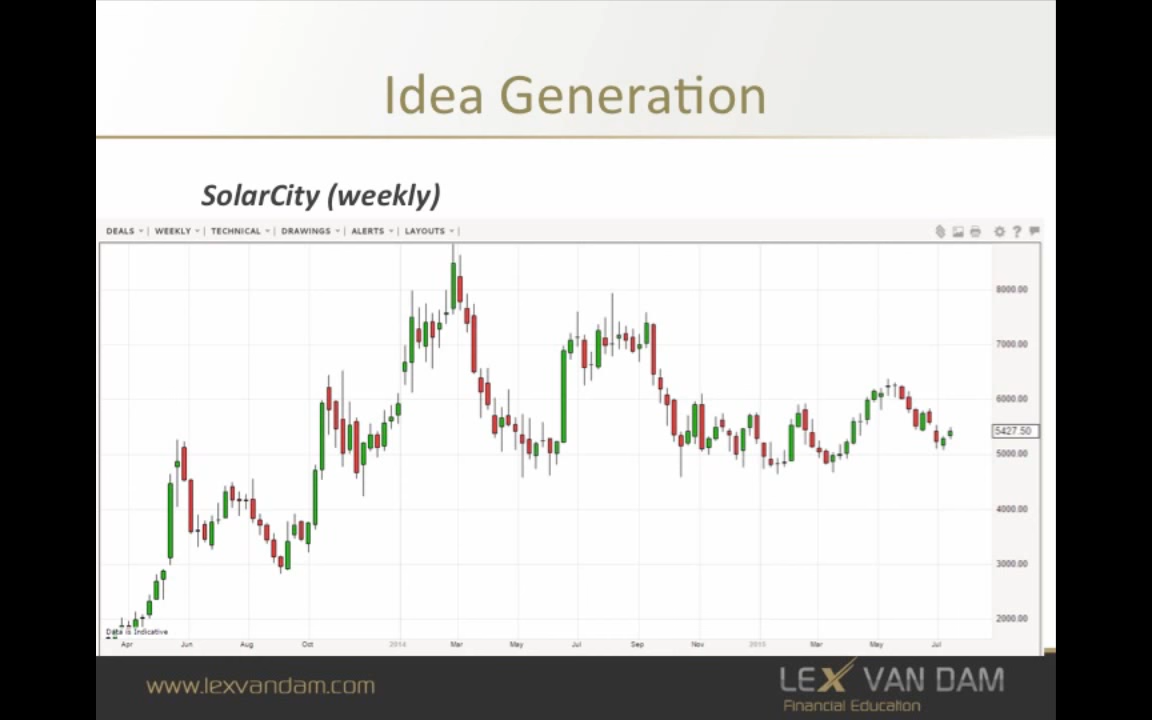 Idea Generation
SolarCity (weekly)
DEALS | WEEKLY | TECHNICAL | DRAWINGS | ALERTS | LAYOUTS |
8000.00
7000.00
6000.00
5427.50
5000.00
4000.00
3000.00
2000.00
Data is Indicative
Apr Jun Aug Oct 2014 Mar May Jul Sep Nov 2015 Mar May Jul
www.lexvandam.com
LEX VAN DAM
Financial Education